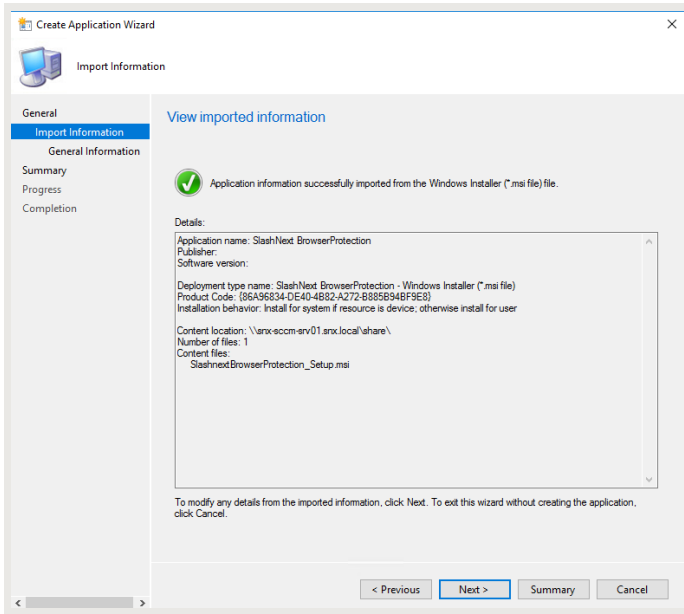 Create Application Wizard
Import Information
General
Import Information
General Information
Summary
Progress
Completion
View imported information
Application information successfully imported from the Windows Installer (*.msi file) file.
Details:
Application name: SlashNext BrowserProtection
Publisher:
Software version:
Deployment type name: SlashNext BrowserProtection - Windows Installer (*.msi file)
Product Code: {86A96834-DE40-4B82-A272-B885B94BF9E8}
Installation behavior: Install for system if resource is device; otherwise install for user
Content location: \\snx-sccm-srv01.snx.local\share\
Number of files: 1
Content files:
SlashnextBrowserProtection_Setup.msi
To modify any details from the imported information, click Next. To exit this wizard without creating the application,
click Cancel.
< Previous
Next >
Summary
Cancel